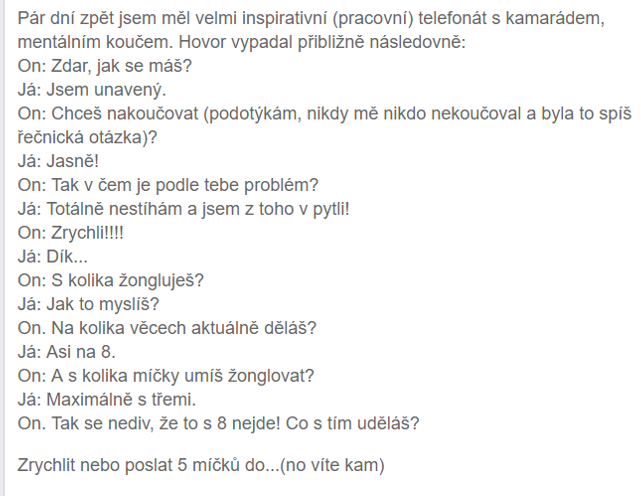 Pár dní zpět jsem měl velmi inspirativní (pracovní) telefonát s kamarádem,
mentálním koučem. Hovor vypadal přibližně následovně:
On: Zdar, jak se máš?
Já: Jsem unavený.
On: Chceš nakoučovat (podotýkám, nikdy mě nikdo nekoučoval a byla to spíš
řečnická otázka)?
Já: Jasně!
On: Tak v čem je podle tebe problém?
Já: Totálně nestíhám a jsem z toho v pytli!
On: Zrychli!!!!
Já: Dík...
On: S kolika žongluješ?
Já: Jak to myslíš?
On. Na kolika věcech aktuálně děláš?
Já: Asi na 8.
On: A s kolika míčky umíš žonglovat?
Já: Maximálně s třemi.
On. Tak se nediv, že to s 8 nejde! Co s tím uděláš?
Zrychlit nebo poslat 5 míčků do...(no víte kam)